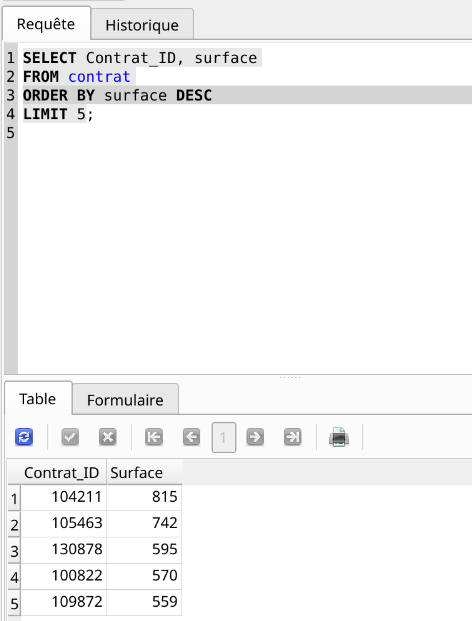 Requête Historique
1 SELECT Contrat_ID, surface
2 FROM contrat
3 ORDER BY surface DESC
4 LIMIT 5;
5
Table Formulaire
1
Contrat_ID Surface
1 104211 815
2 105463 742
3 130878 595
4 100822 570
5 109872 559